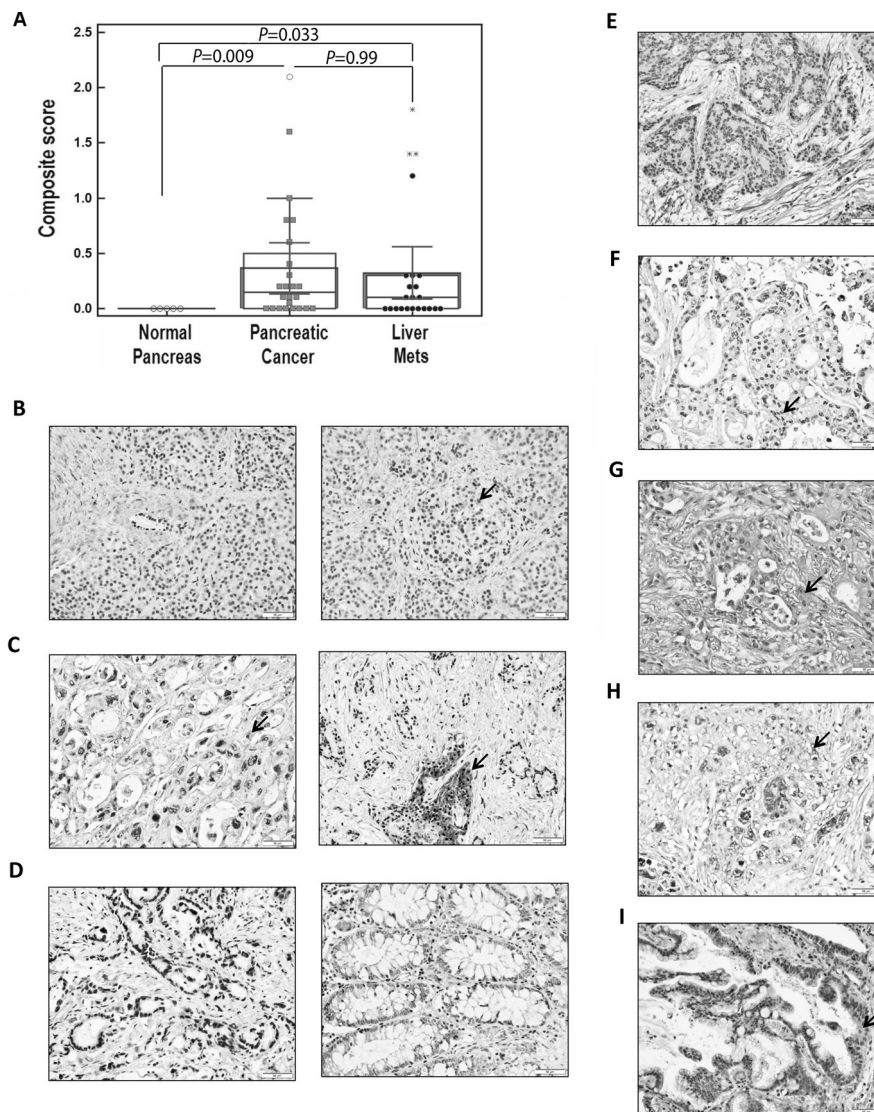 A
P=0.033
P=0.009
P=0.99
Composite score
2.5
2.0
1.5
1.0
0.5
0.0
**
*
Normal
Pancreas
Pancreatic
Cancer
Liver
Mets
B
C
D
E
F
G
H
I